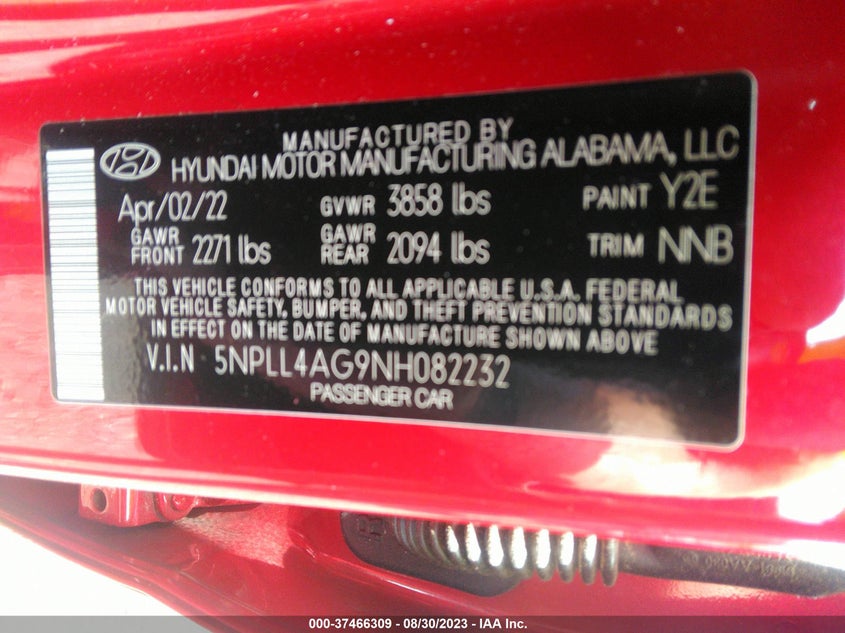 MANUFACTURED BY
HYUNDAI MOTOR MANUFACTURING ALABAMA, LLC
Apr/02/22 GVWR 3858 lbs PAINT Y2E
GAWR FRONT 2271 lbs GAWR REAR 2094 lbs TRIM NNB
THIS VEHICLE CONFORMS TO ALL APPLICABLE U.S.A. FEDERAL
MOTOR VEHICLE SAFETY, BUMPER, AND THEFT PREVENTION STANDARDS
IN EFFECT ON THE DATE OF MANUFACTURE SHOWN ABOVE
V.I.N 5NPLL4AG9NH082232
PASSENGER CAR
R
000-37466309 - 08/30/2023 - IAA Inc.